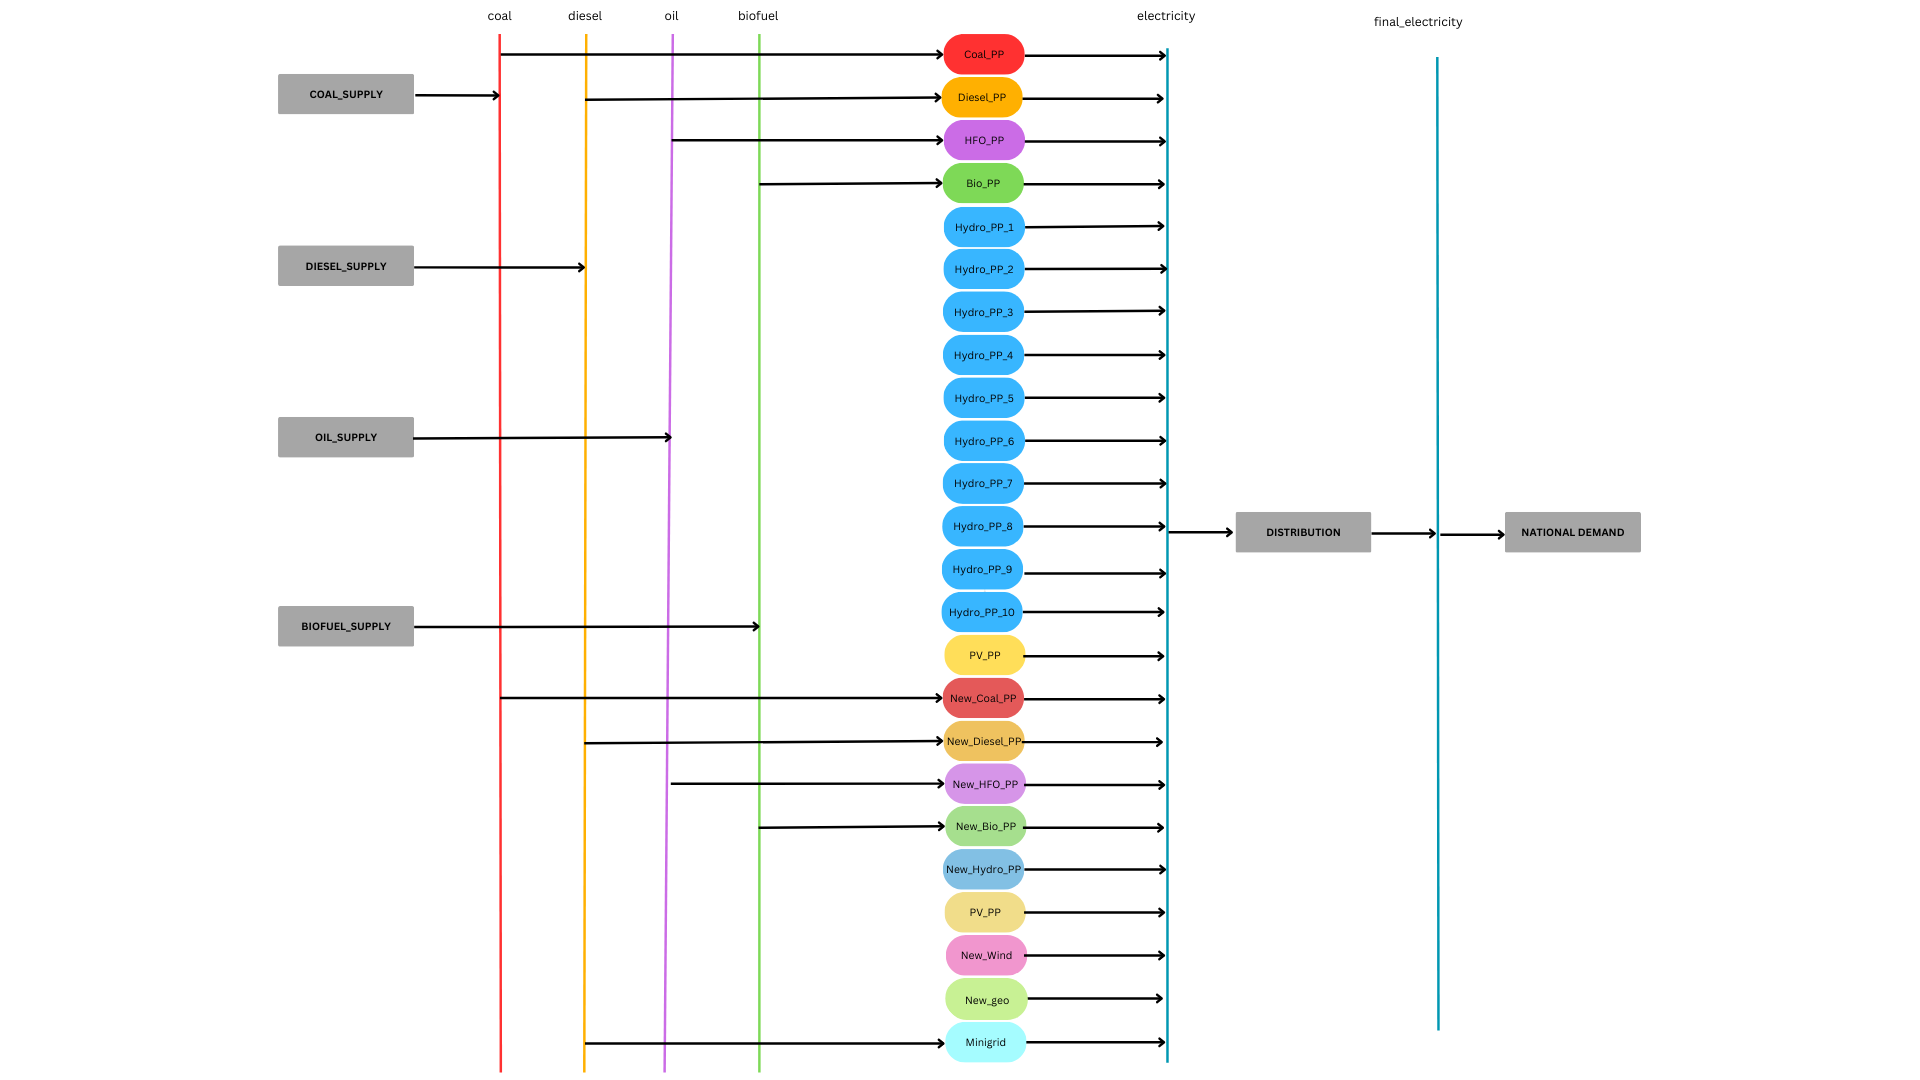 coal
diesel
oil
biofuel
electricity
final_electricity
COAL_SUPPLY
DIESEL_SUPPLY
OIL_SUPPLY
BIOFUEL_SUPPLY
Coal_PP
Diesel_PP
HFO_PP
Bio_PP
Hydro_PP_1
Hydro_PP_2
Hydro_PP_3
Hydro_PP_4
Hydro_PP_5
Hydro_PP_6
Hydro_PP_7
Hydro_PP_8
Hydro_PP_9
Hydro_PP_10
PV_PP
New_Coal_PP
New_Diesel_PP
New_HFO_PP
New_Bio_PP
New_Hydro_PP
PV_PP
New_Wind
New_geo
Minigrid
DISTRIBUTION
NATIONAL DEMAND